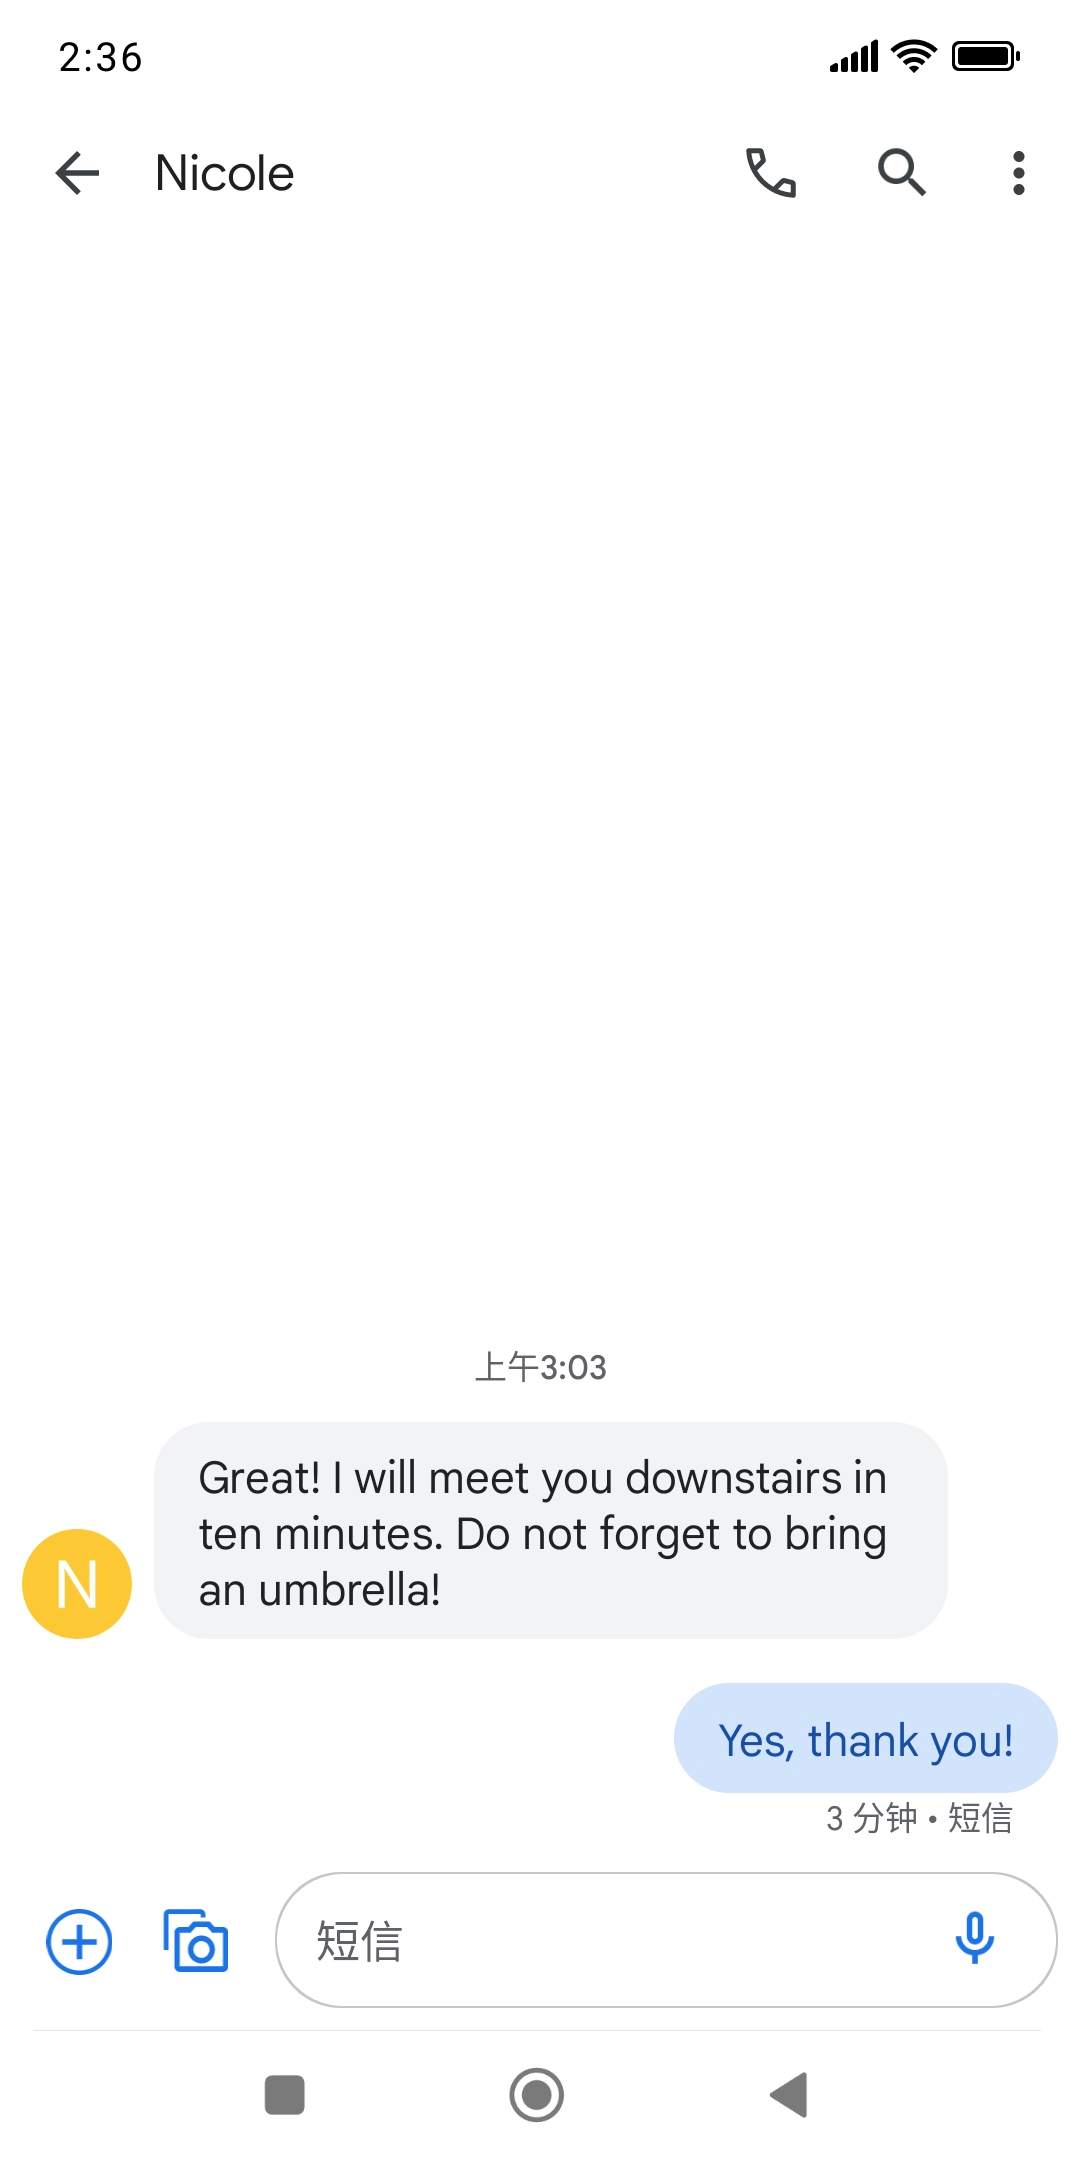 2:36
Nicole
上午3:03
Great! I will meet you downstairs in
ten minutes. Do not forget to bring
an umbrella!
N
Yes, thank you!
3 分钟 • 短信
短信